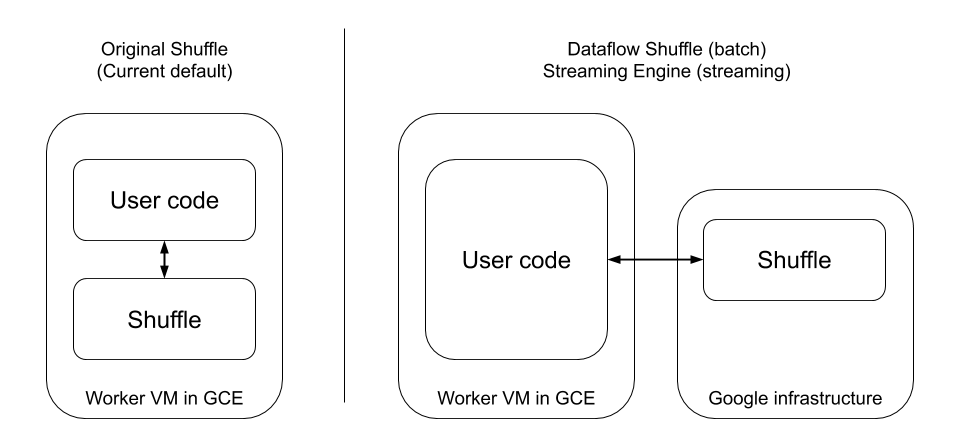 Original Shuffle
(Current default)
User code
Shuffle
Worker VM in GCE
Dataflow Shuffle (batch)
Streaming Engine (streaming)
User code
Worker VM in GCE
Shuffle
Google infrastructure